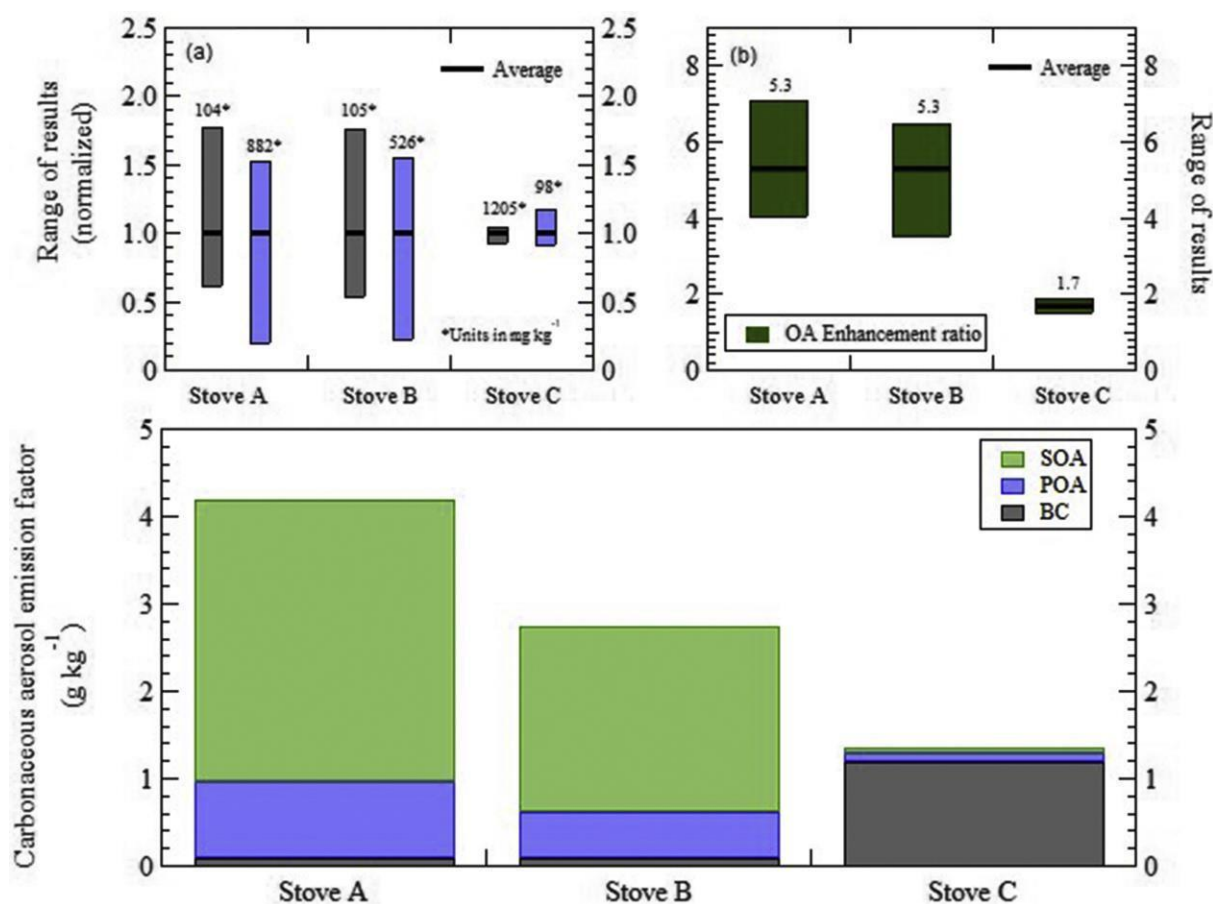 (a)
Average
2.5
2.0
1.5
1.0
0.5
0
104*
882*
105*
526*
1205*
98*
*Units in mg kg⁻¹
2.5
2.0
1.5
1.0
0.5
0
Range of results
(normalized)
Stove A
Stove B
Stove C
(b)
Average
8
6
4
2
0
5.3
5.3
1.7
OA Enhancement ratio
8
6
4
2
0
Range of results
Stove A
Stove B
Stove C
Carbonaceous aerosol emission factor
(g kg⁻¹)
5
4
3
2
1
0
SOA
POA
BC
5
4
3
2
1
0
Stove A
Stove B
Stove C